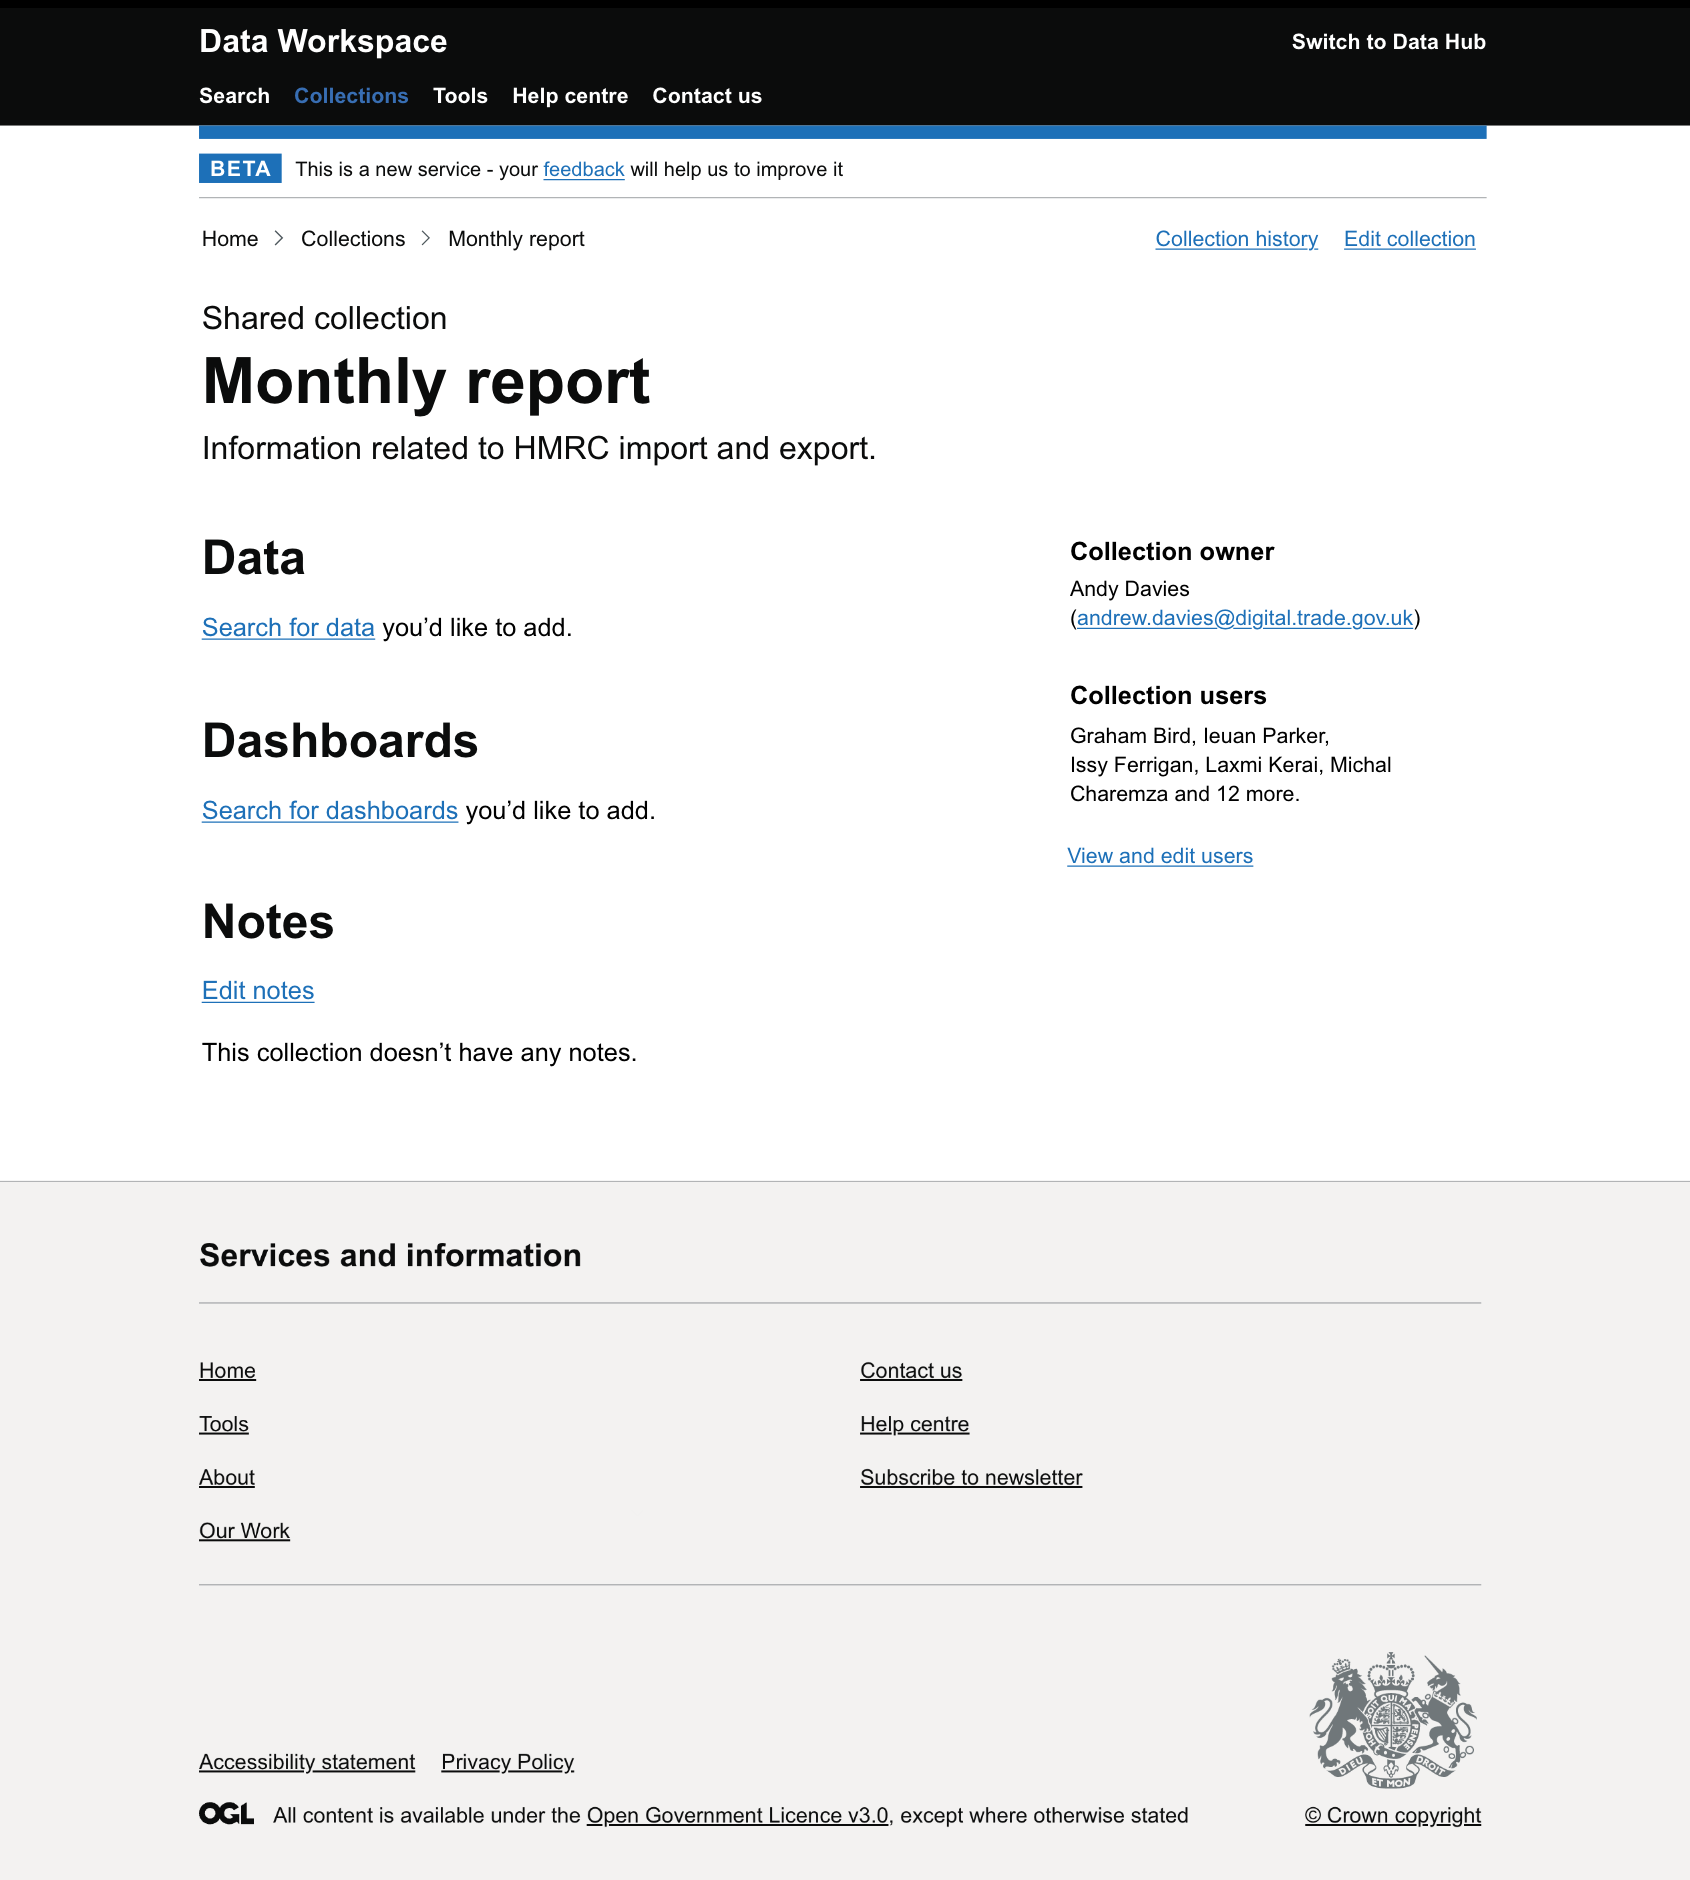 Data Workspace
Switch to Data Hub
Search Collections Tools Help centre Contact us
BETA This is a new service - your feedback will help us to improve it
Home Collections Monthly report
Collection history Edit collection
Shared collection
Monthly report
Information related to HMRC import and export.
Data
Search for data you’d like to add.
Dashboards
Search for dashboards you’d like to add.
Notes
Edit notes
This collection doesn’t have any notes.
Collection owner
Andy Davies
(andrew.davies@digital.trade.gov.uk)
Collection users
Graham Bird, Ieuan Parker,
Issy Ferrigan, Laxmi Kerai, Michal
Charemza and 12 more.
View and edit users
Services and information
Home
Tools
About
Our Work
Contact us
Help centre
Subscribe to newsletter
Accessibility statement Privacy Policy
OGL All content is available under the Open Government Licence v3.0, except where otherwise stated
DIEU ET MON DROIT
© Crown copyright